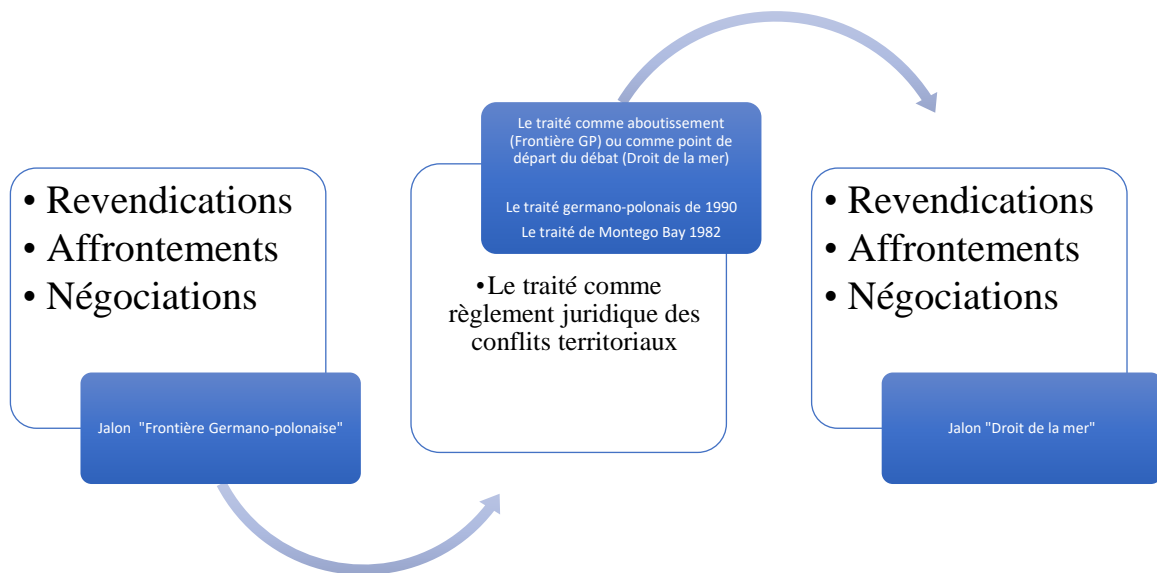 • Revendications
• Affrontements
• Négociations
Jalon "Frontière Germano-polonaise"
Le traité comme aboutissement
(Frontière GP) ou comme point de
départ du débat (Droit de la mer)
Le traité germano-polonais de 1990
Le traité de Montego Bay 1982
•Le traité comme
règlement juridique des
conflits territoriaux
• Revendications
• Affrontements
• Négociations
Jalon "Droit de la mer"